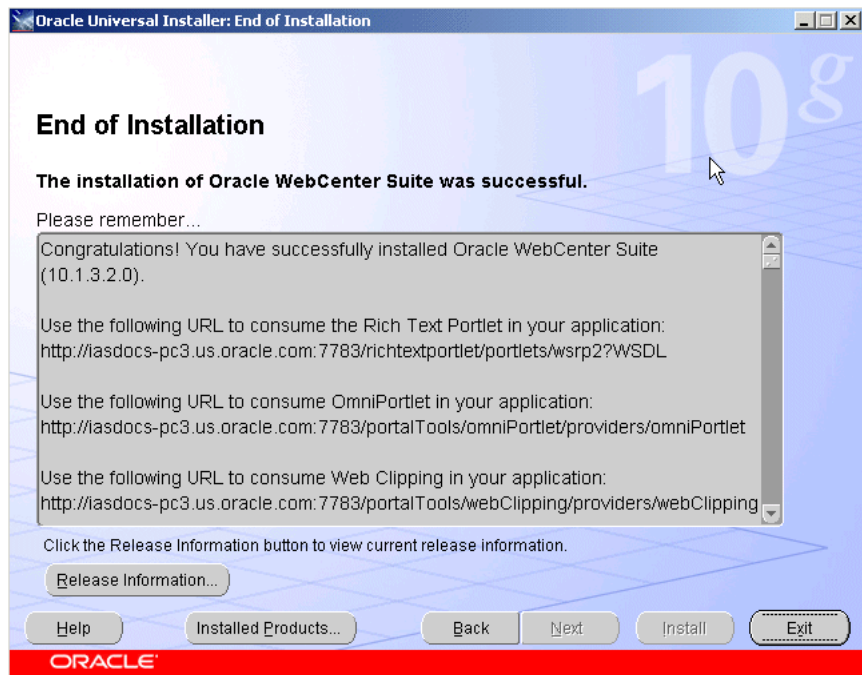 Oracle Universal Installer: End of Installation
10g
End of Installation
The installation of Oracle WebCenter Suite was successful.
Please remember...
Congratulations! You have successfully installed Oracle WebCenter Suite
(10.1.3.2.0).
Use the following URL to consume the Rich Text Portlet in your application:
http://iasdocs-pc3.us.oracle.com:7783/richtextportlet/portlets/wsrp2?WSDL
Use the following URL to consume OmniPortlet in your application:
http://iasdocs-pc3.us.oracle.com:7783/portalTools/omniPortlet/providers/omniPortlet
Use the following URL to consume Web Clipping in your application:
http://iasdocs-pc3.us.oracle.com:7783/portalTools/webClipping/providers/webClipping
Click the Release Information button to view current release information.
Release Information...
Help Installed Products... Back Next Install Exit
ORACLE